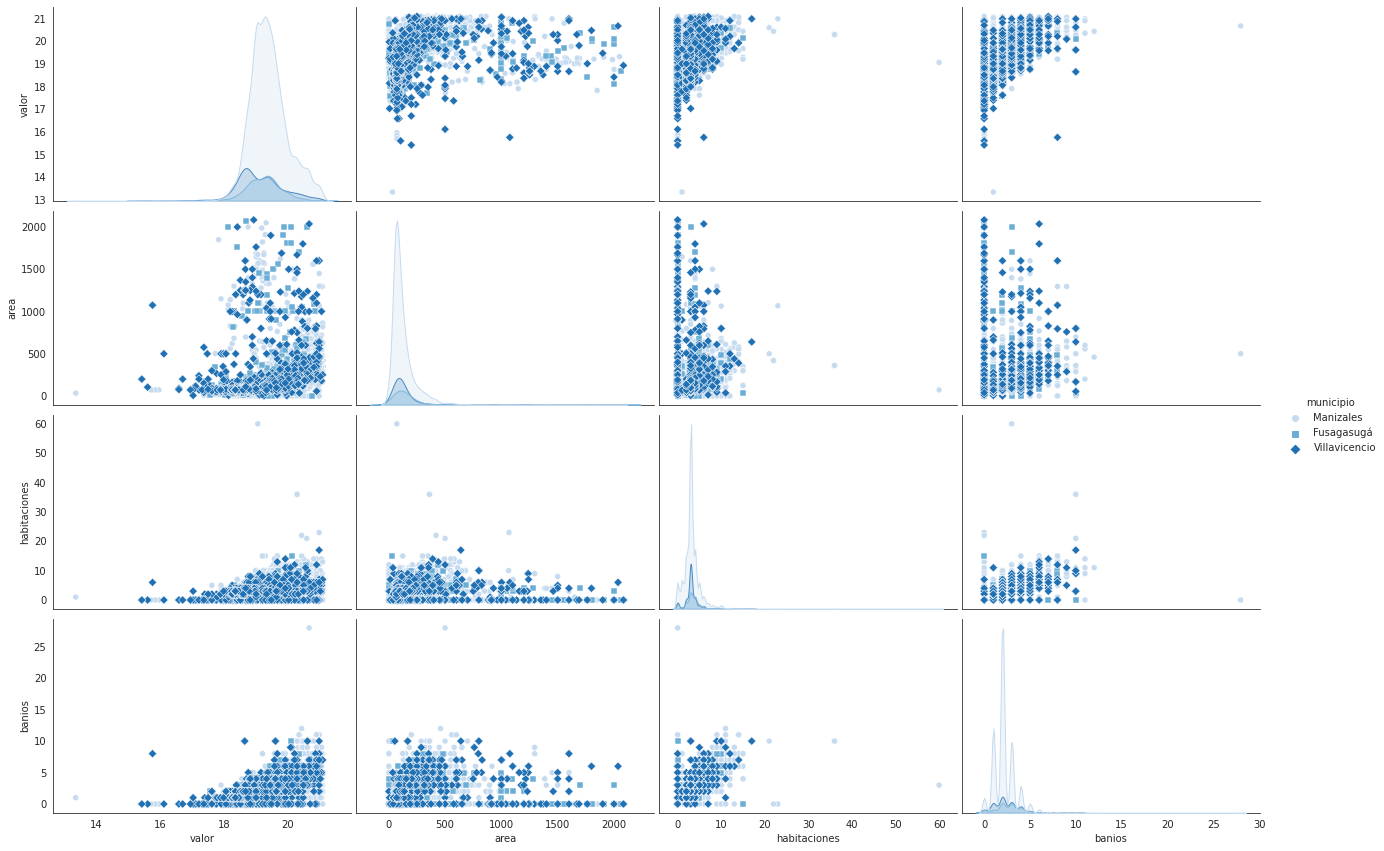 21
20
19
18
17
16
15
14
13
valor
2000
1500
1000
500
0
area
municipio
Manizales
Fusagasugá
Villavicencio
60
50
40
30
20
10
0
habitaciones
25
20
15
10
5
0
banios
14 16 18 20
valor
0 500 1000 1500 2000
area
0 10 20 30 40 50 60
habitaciones
0 5 10 15 20 25 30
banios